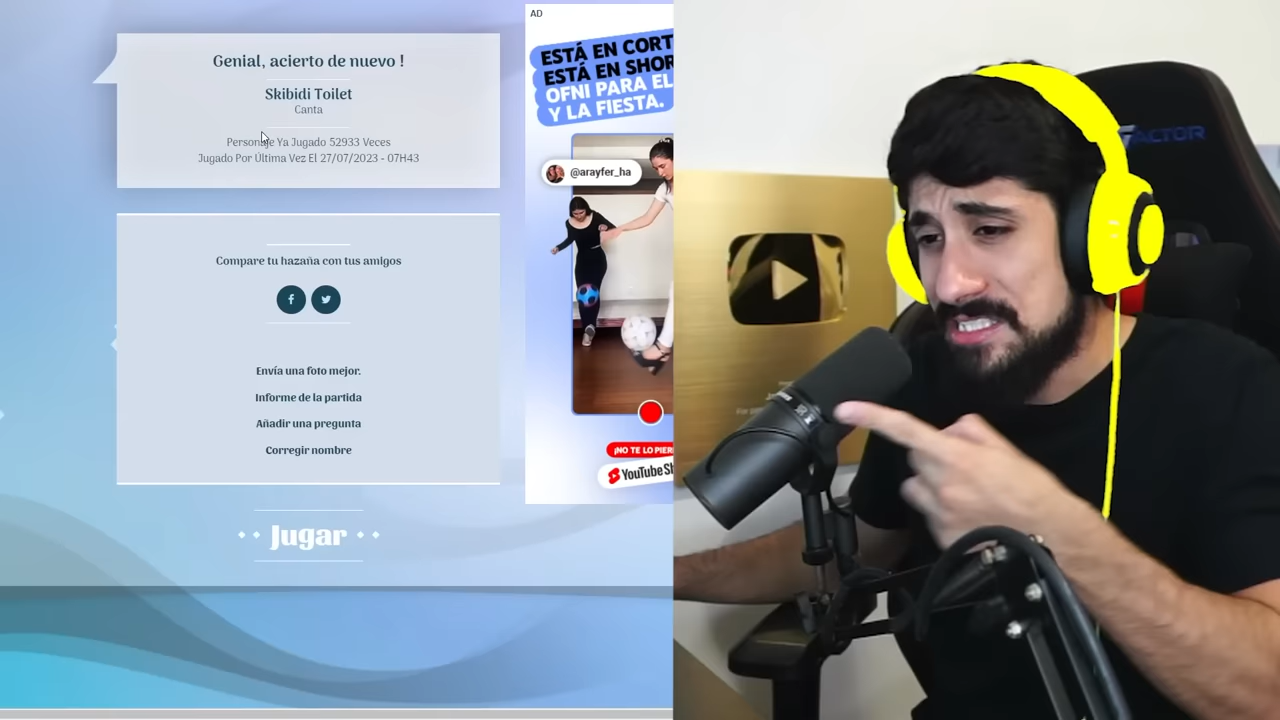 Genial, acierto de nuevo !
Skibidi Toilet
Canta
Personaje Ya Jugado 52933 Veces
Jugado Por Última Vez El 27/07/2023 - 07H43
Compare tu hazaña con tus amigos
Envía una foto mejor.
Informe de la partida
Añadir una pregunta
Corregir nombre
Jugar
AD
ESTÁ EN CORT
ESTÁ EN SHOR
OFNI PARA EL
Y LA FIESTA.
@arayfer_ha
¡NO TE LO PIER
YouTube Sh